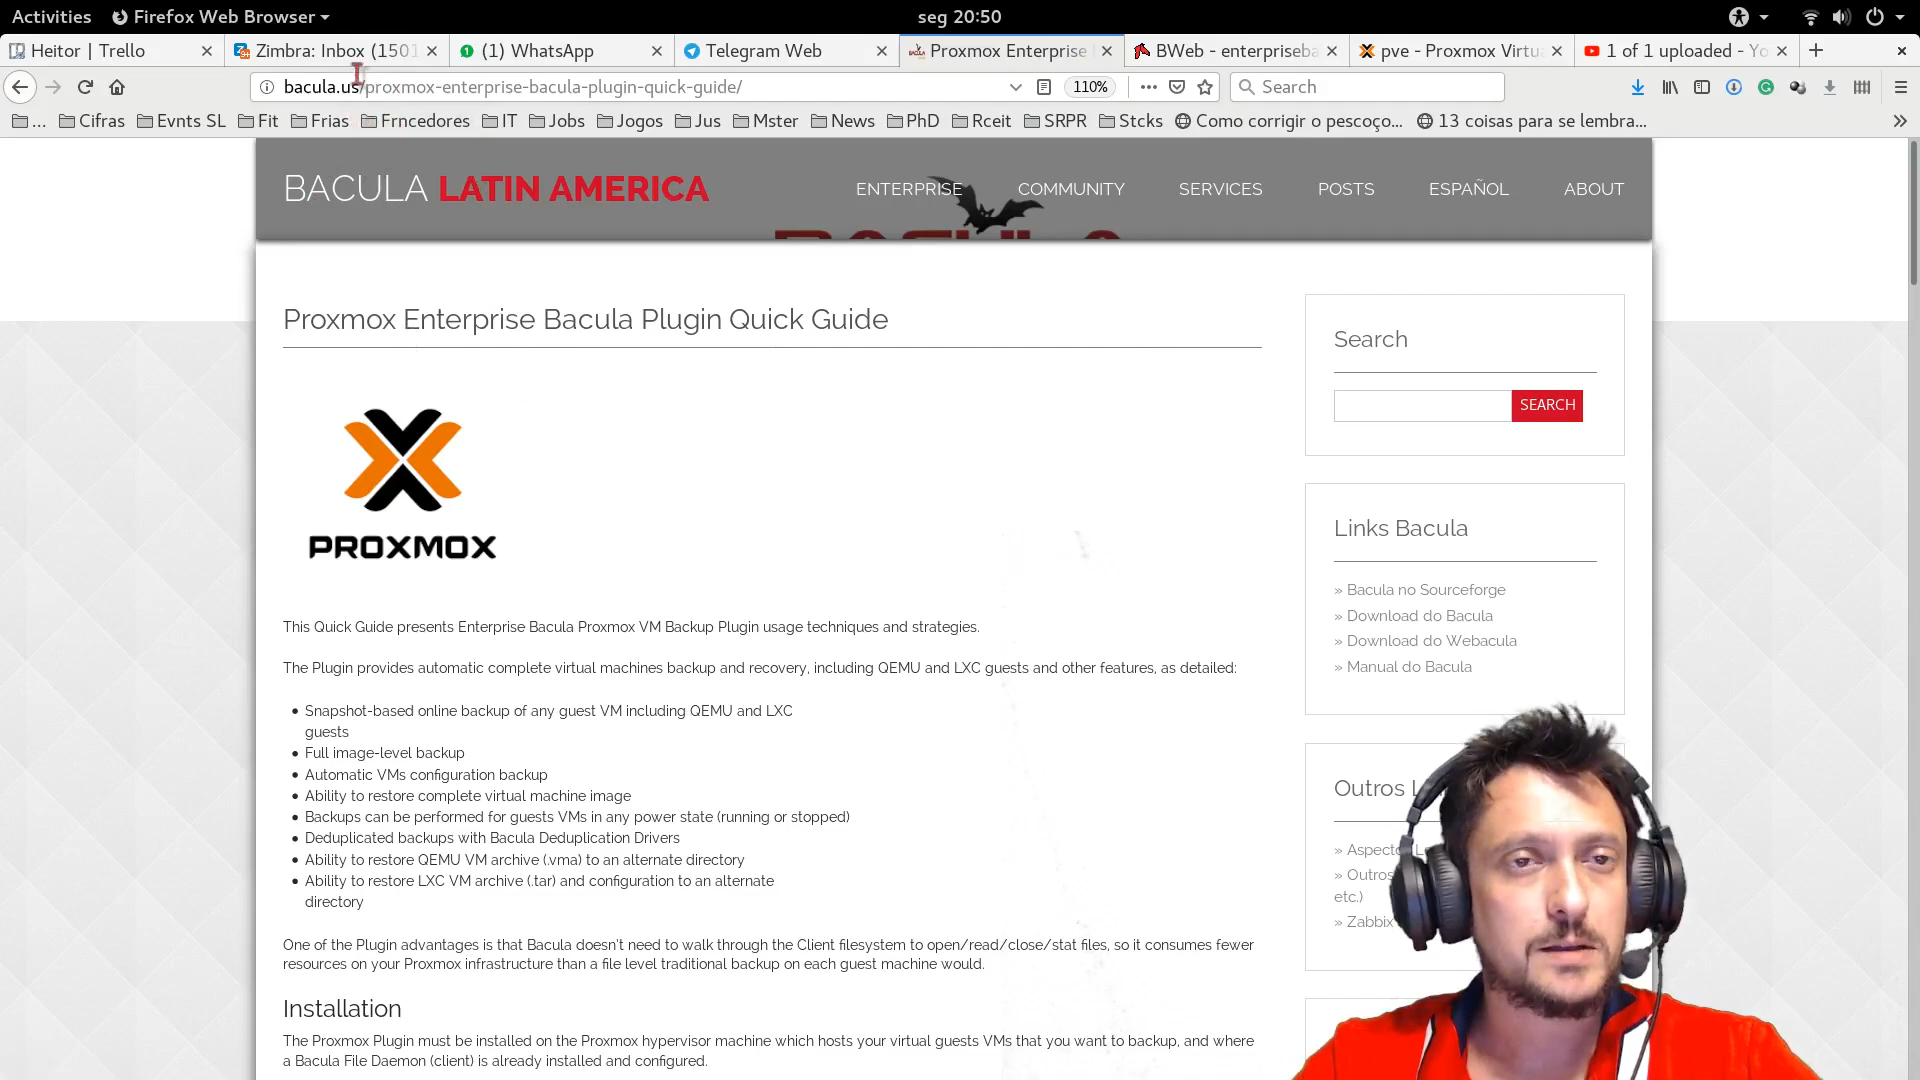 Activities Firefox Web Browser seg 20:50
Heitor | Trello Zimbra: Inbox (1501 (1) WhatsApp Telegram Web Proxmox Enterprise BWeb - enterpriseba pve - Proxmox Virtu 1 of 1 uploaded - Yo
bacula.us/proxmox-enterprise-bacula-plugin-quick-guide/ 110% Search
... Cifras Evnts SL Fit Frias Frncedores IT Jobs Jogos Jus Mster News PhD Rceit SRPR Stcks Como corrigir o pescoço... 13 coisas para se lembra...
BACULA LATIN AMERICA ENTERPRISE COMMUNITY SERVICES POSTS ESPAÑOL ABOUT
Proxmox Enterprise Bacula Plugin Quick Guide
PROXMOX
This Quick Guide presents Enterprise Bacula Proxmox VM Backup Plugin usage techniques and strategies.
The Plugin provides automatic complete virtual machines backup and recovery, including QEMU and LXC guests and other features, as detailed:
• Snapshot-based online backup of any guest VM including QEMU and LXC
guests
• Full image-level backup
• Automatic VMs configuration backup
• Ability to restore complete virtual machine image
• Backups can be performed for guests VMs in any power state (running or stopped)
• Deduplicated backups with Bacula Deduplication Drivers
• Ability to restore QEMU VM archive (.vma) to an alternate directory
• Ability to restore LXC VM archive (.tar) and configuration to an alternate
directory
One of the Plugin advantages is that Bacula doesn't need to walk through the Client filesystem to open/read/close/stat files, so it consumes fewer
resources on your Proxmox infrastructure than a file level traditional backup on each guest machine would.
Installation
The Proxmox Plugin must be installed on the Proxmox hypervisor machine which hosts your virtual guests VMs that you want to backup, and where
a Bacula File Daemon (client) is already installed and configured.
Search
SEARCH
Links Bacula
» Bacula no Sourceforge
» Download do Bacula
» Download do Webacula
» Manual do Bacula
Outros
» Aspecto
» Outros
etc.)
» Zabbix